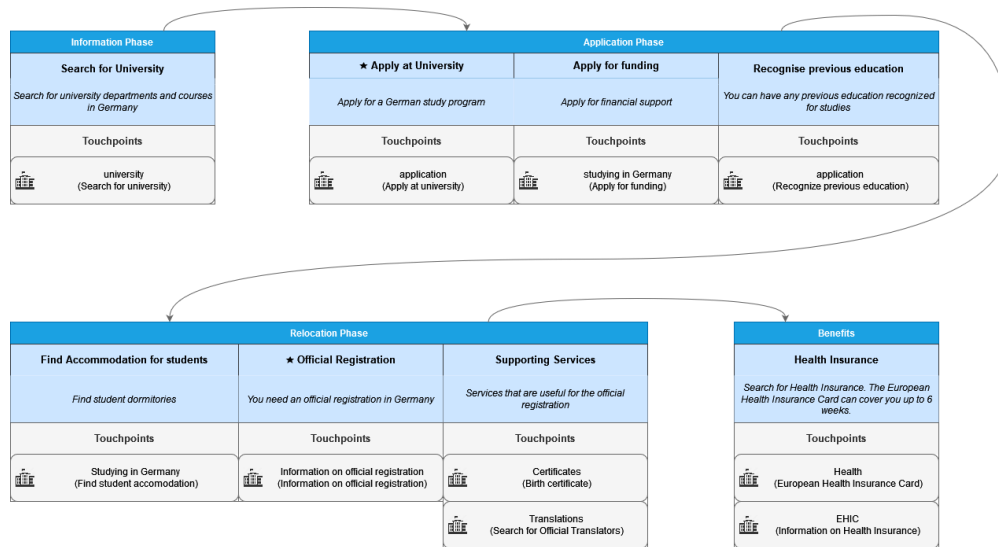 Information Phase
Search for University
Search for university departments and courses
in Germany
Touchpoints
university
(Search for university)
Application Phase
★ Apply at University
Apply for a German study program
Touchpoints
application
(Apply at university)
Apply for funding
Apply for financial support
Touchpoints
studying in Germany
(Apply for funding)
Recognise previous education
You can have any previous education recognized
for studies
Touchpoints
application
(Recognize previous education)
Relocation Phase
Find Accommodation for students
Find student dormitories
Touchpoints
Studying in Germany
(Find student accomodation)
★ Official Registration
You need an official registration in Germany
Touchpoints
Information on official registration
(Information on official registration)
Supporting Services
Services that are useful for the official
registration
Touchpoints
Certificates
(Birth certificate)
Translations
(Search for Official Translators)
Benefits
Health Insurance
Search for Health Insurance. The European
Health Insurance Card can cover you up to 6
weeks.
Touchpoints
Health
(European Health Insurance Card)
EHIC
(Information on Health Insurance)